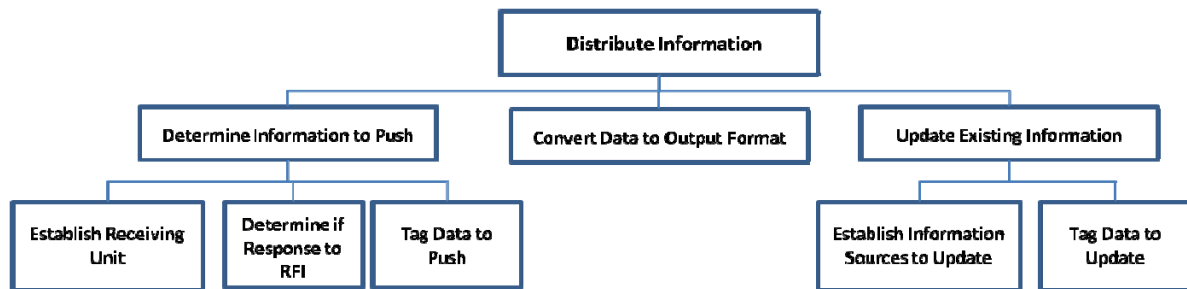 Distribute Information
Determine Information to Push
Convert Data to Output Format
Update Existing Information
Establish Receiving
Unit
Determine if
Response to
RFI
Tag Data to
Push
Establish Information
Sources to Update
Tag Data to
Update